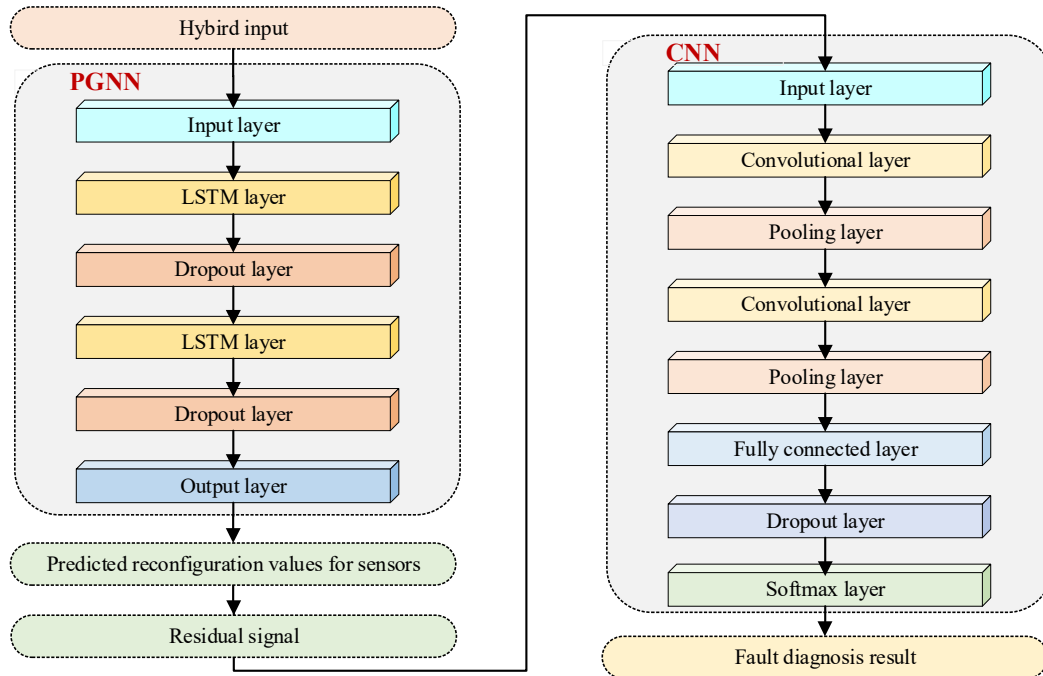 Hybird input
PGNN
Input layer
LSTM layer
Dropout layer
LSTM layer
Dropout layer
Output layer
Predicted reconfiguration values for sensors
Residual signal
CNN
Input layer
Convolutional layer
Pooling layer
Convolutional layer
Pooling layer
Fully connected layer
Dropout layer
Softmax layer
Fault diagnosis result